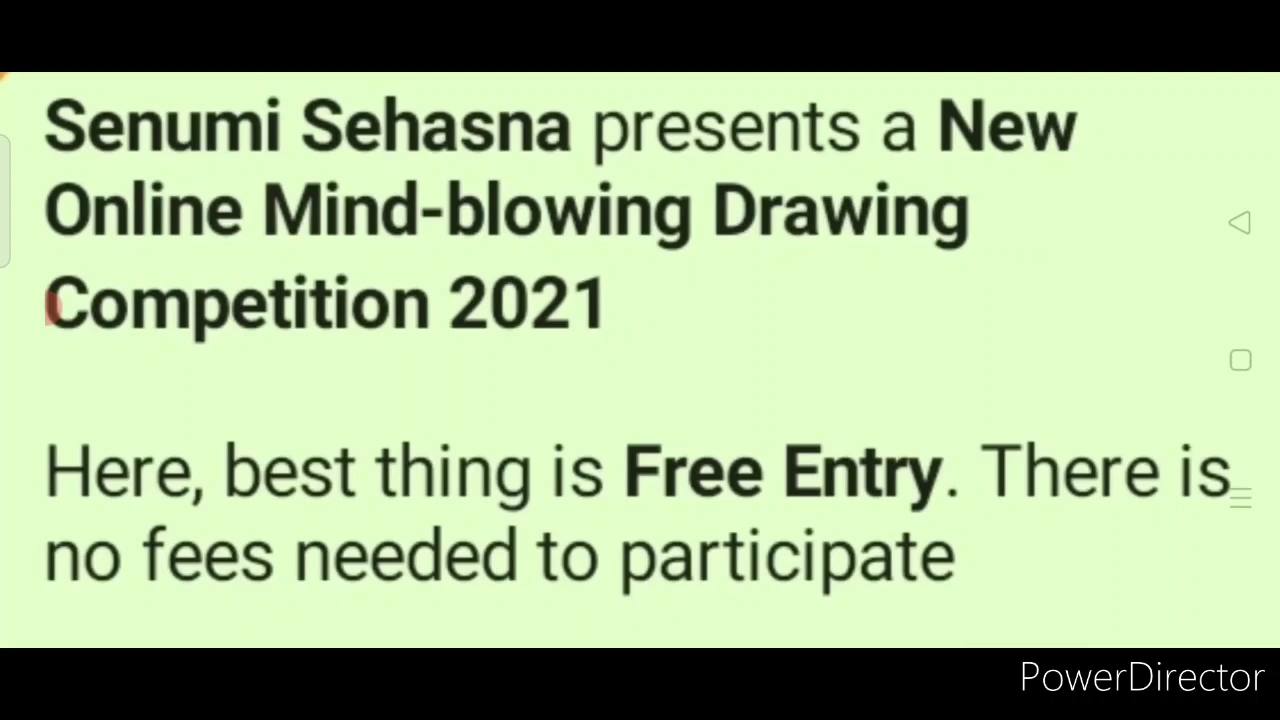 Senumi Sehasna presents a New
Online Mind-blowing Drawing
Competition 2021
Here, best thing is Free Entry. There is
no fees needed to participate
PowerDirector